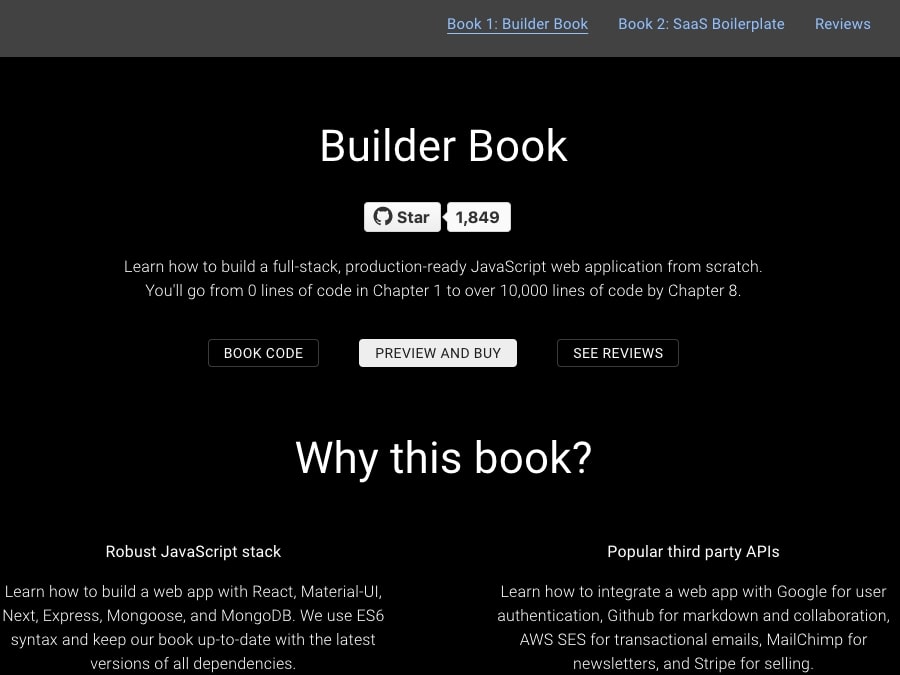 Book 1: Builder Book Book 2: SaaS Boilerplate Reviews
Builder Book
Star 1,849
Learn how to build a full-stack, production-ready JavaScript web application from scratch.
You'll go from 0 lines of code in Chapter 1 to over 10,000 lines of code by Chapter 8.
BOOK CODE PREVIEW AND BUY SEE REVIEWS
Why this book?
Robust JavaScript stack
Learn how to build a web app with React, Material-UI,
Next, Express, Mongoose, and MongoDB. We use ES6
syntax and keep our book up-to-date with the latest
versions of all dependencies.
Popular third party APIs
Learn how to integrate a web app with Google for user
authentication, Github for markdown and collaboration,
AWS SES for transactional emails, MailChimp for
newsletters, and Stripe for selling.